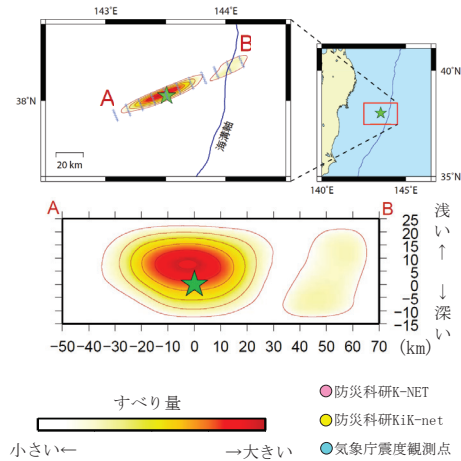 143°E
144°E
B
A
38°N
海溝軸
20 km
40°N
35°N
140°E
145°E
A
B
25
20
15
10
5
0
−5
−10
−15
浅い← →深い
−50−40−30−20−10 0 10 20 30 40 50 60 70
(km)
すべり量
小さい← →大きい
防災科研K-NET
防災科研KiK-net
気象庁震度観測点